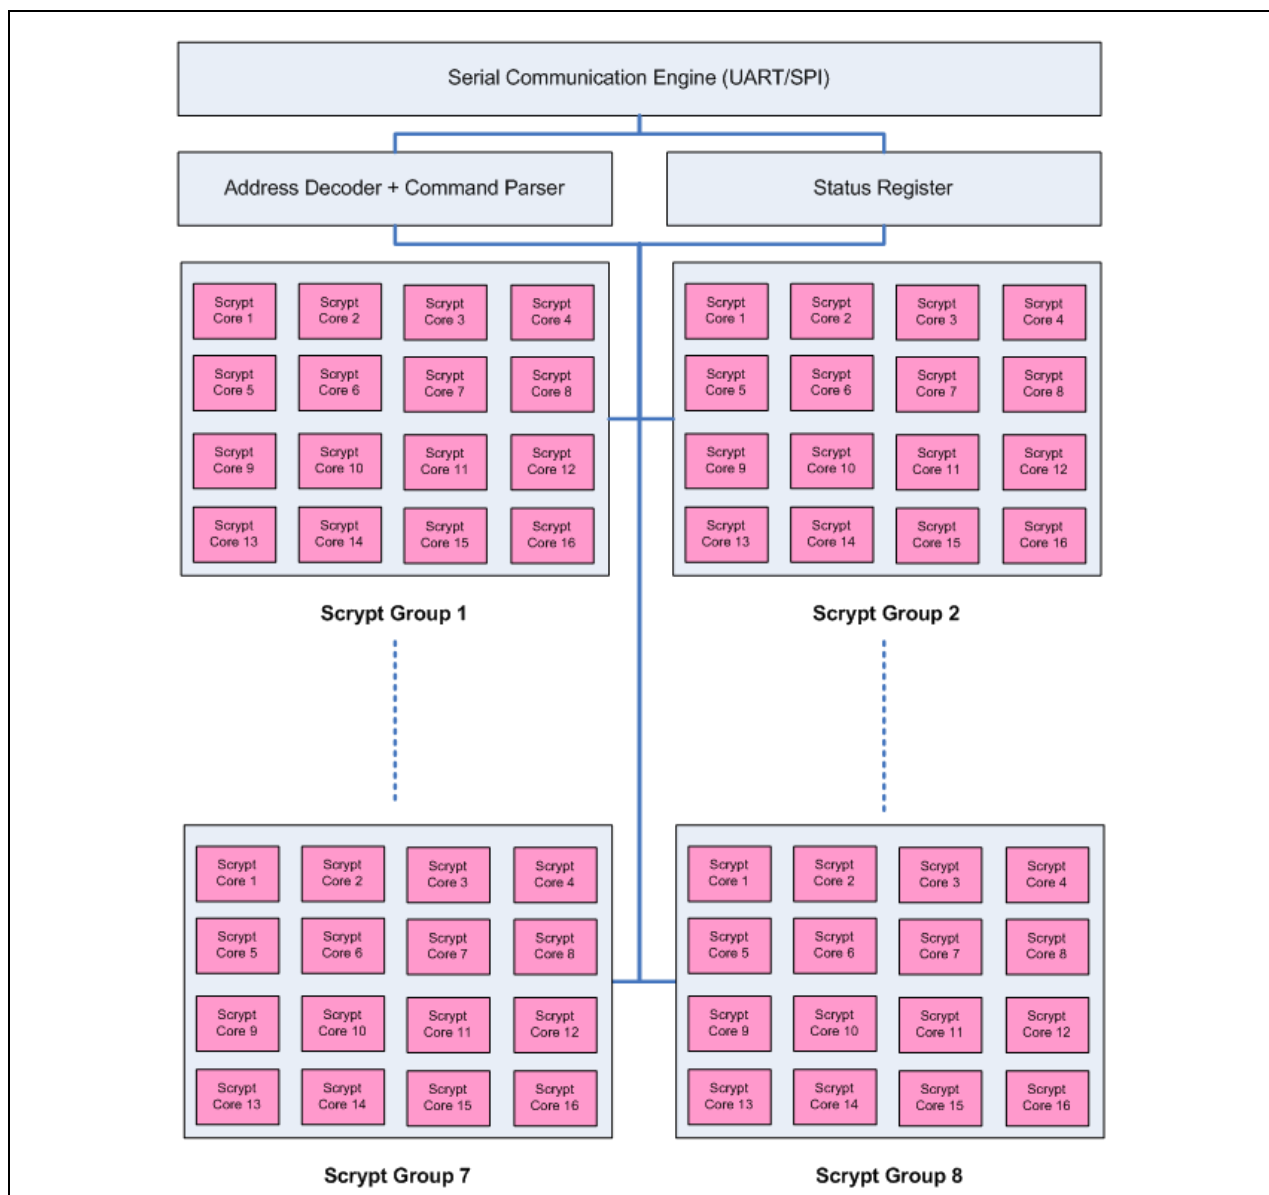 Serial Communication Engine (UART/SPI)
Address Decoder + Command Parser
Status Register
Scrypt
Core 1
Scrypt
Core 2
Scrypt
Core 3
Scrypt
Core 4
Scrypt
Core 5
Scrypt
Core 6
Scrypt
Core 7
Scrypt
Core 8
Scrypt
Core 9
Scrypt
Core 10
Scrypt
Core 11
Scrypt
Core 12
Scrypt
Core 13
Scrypt
Core 14
Scrypt
Core 15
Scrypt
Core 16
Scrypt Group 1
Scrypt
Core 1
Scrypt
Core 2
Scrypt
Core 3
Scrypt
Core 4
Scrypt
Core 5
Scrypt
Core 6
Scrypt
Core 7
Scrypt
Core 8
Scrypt
Core 9
Scrypt
Core 10
Scrypt
Core 11
Scrypt
Core 12
Scrypt
Core 13
Scrypt
Core 14
Scrypt
Core 15
Scrypt
Core 16
Scrypt Group 2
Scrypt
Core 1
Scrypt
Core 2
Scrypt
Core 3
Scrypt
Core 4
Scrypt
Core 5
Scrypt
Core 6
Scrypt
Core 7
Scrypt
Core 8
Scrypt
Core 9
Scrypt
Core 10
Scrypt
Core 11
Scrypt
Core 12
Scrypt
Core 13
Scrypt
Core 14
Scrypt
Core 15
Scrypt
Core 16
Scrypt Group 7
Scrypt
Core 1
Scrypt
Core 2
Scrypt
Core 3
Scrypt
Core 4
Scrypt
Core 5
Scrypt
Core 6
Scrypt
Core 7
Scrypt
Core 8
Scrypt
Core 9
Scrypt
Core 10
Scrypt
Core 11
Scrypt
Core 12
Scrypt
Core 13
Scrypt
Core 14
Scrypt
Core 15
Scrypt
Core 16
Scrypt Group 8